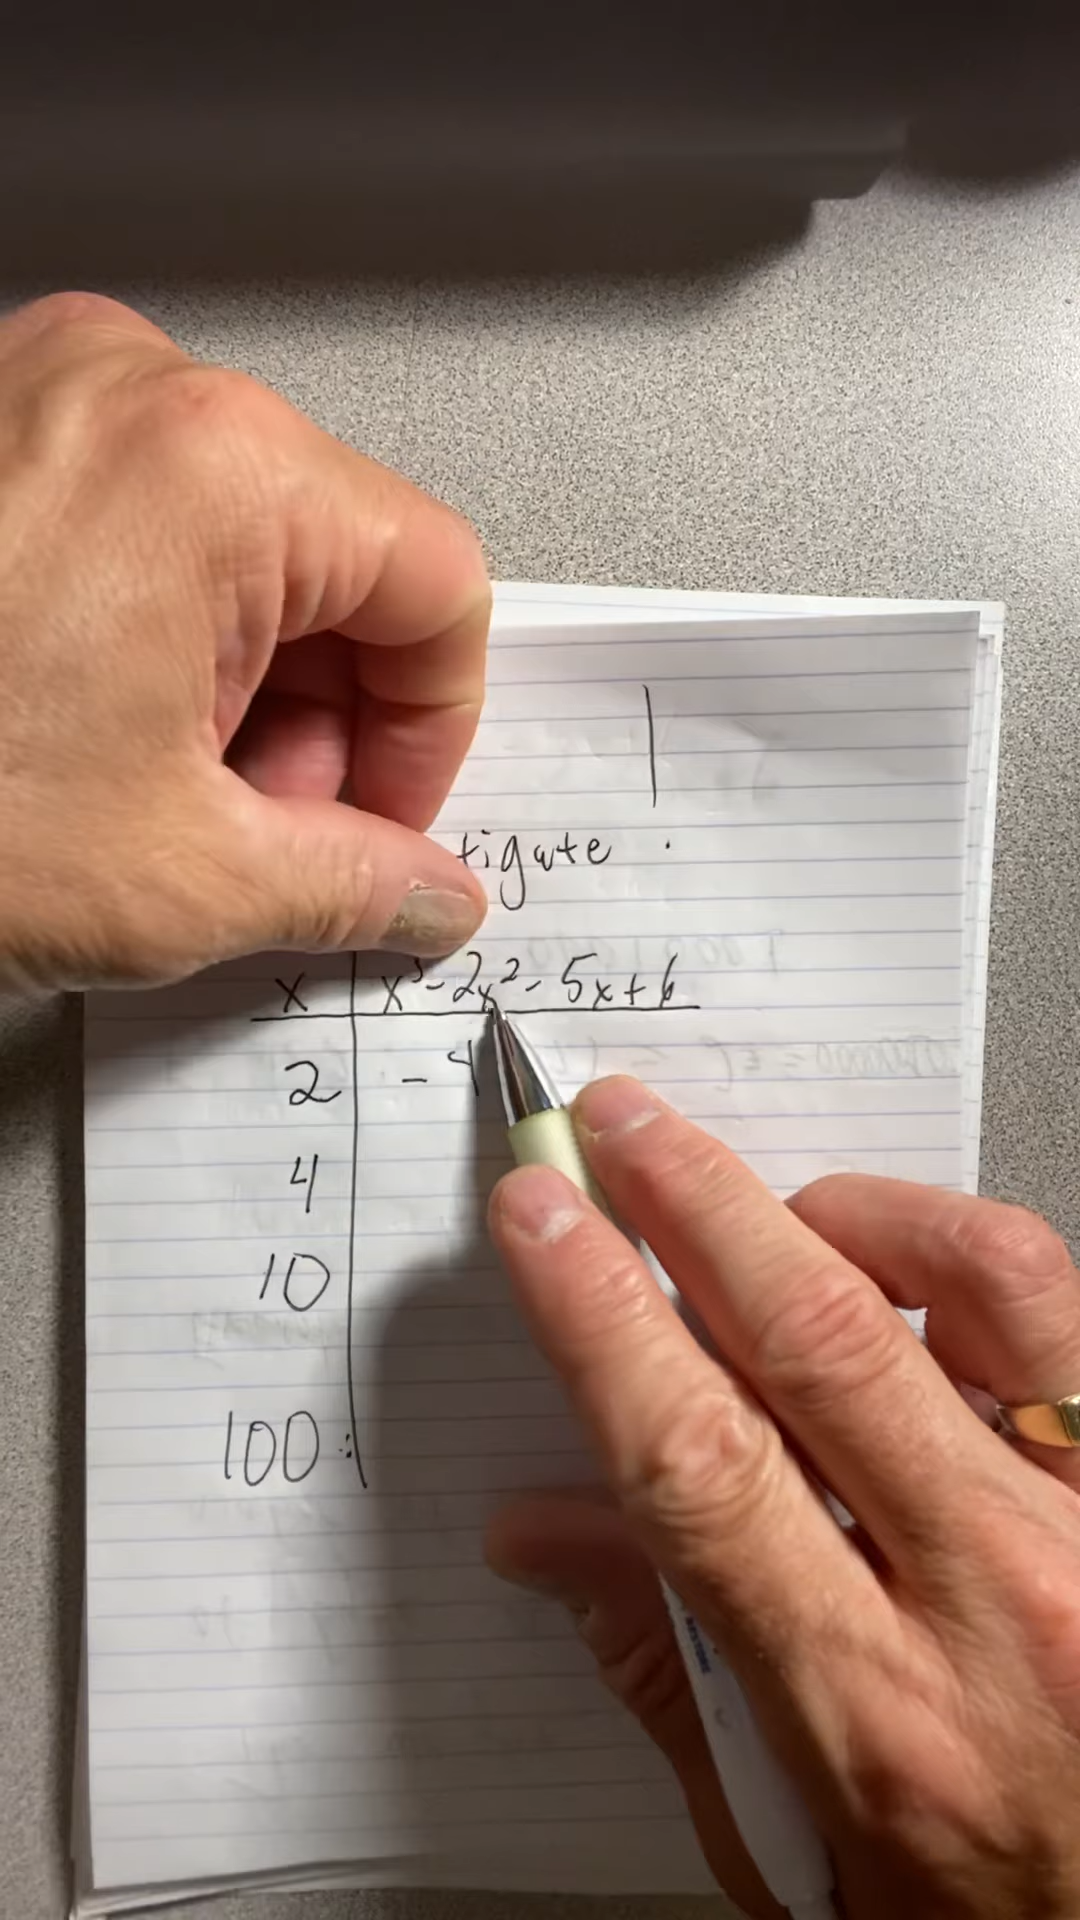 tigate
x x³ - 2x² - 5x + 6
2 - 4
4
10
100